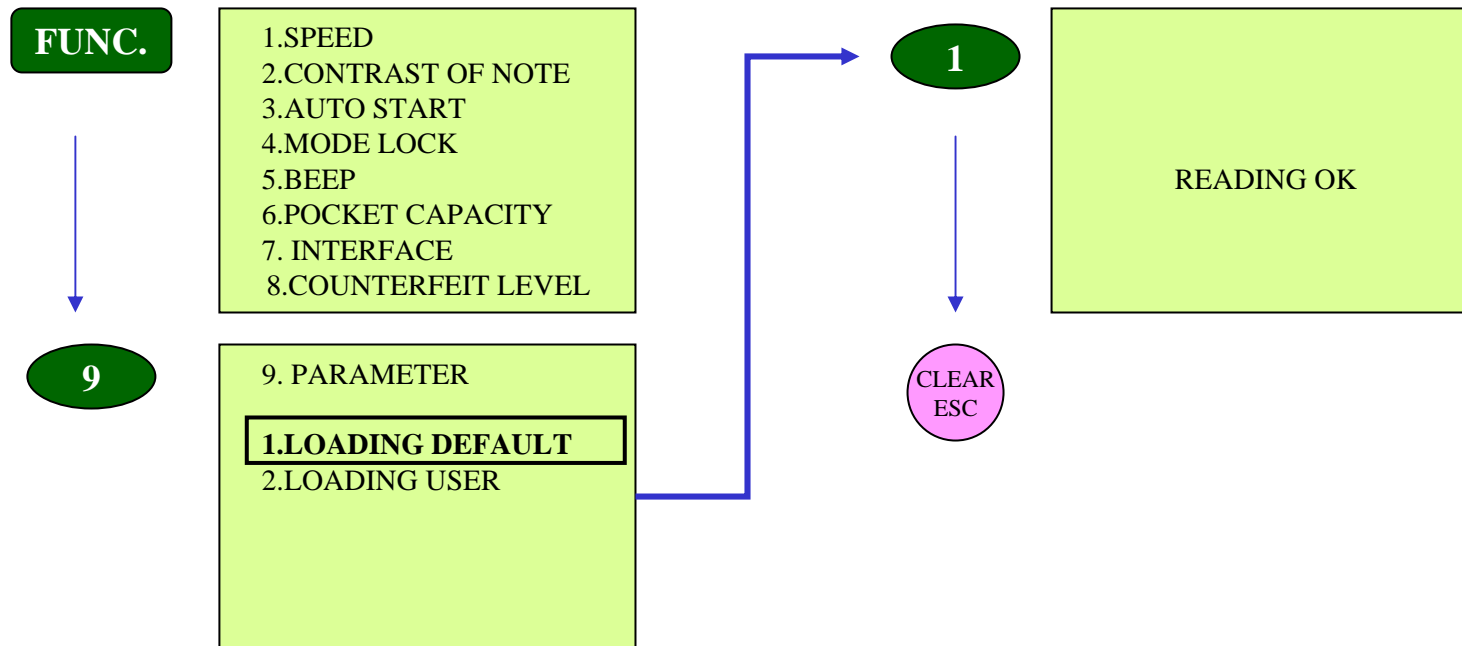 FUNC.
1.SPEED
2.CONTRAST OF NOTE
3.AUTO START
4.MODE LOCK
5.BEEP
6.POCKET CAPACITY
7. INTERFACE
8.COUNTERFEIT LEVEL
9
9. PARAMETER
1.LOADING DEFAULT
2.LOADING USER
1
READING OK
CLEAR
ESC